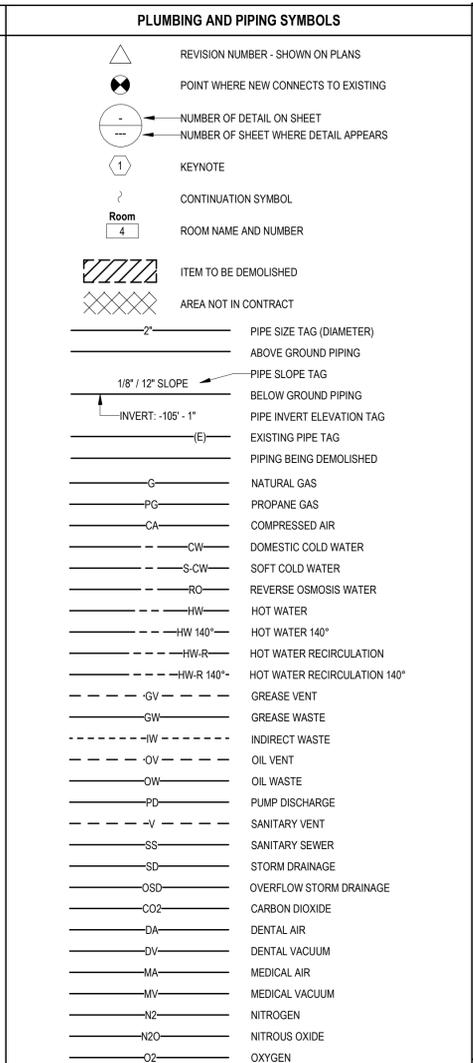 PLUMBING AND PIPING SYMBOLS
REVISION NUMBER - SHOWN ON PLANS
POINT WHERE NEW CONNECTS TO EXISTING
- NUMBER OF DETAIL ON SHEET
--- NUMBER OF SHEET WHERE DETAIL APPEARS
1 KEYNOTE
CONTINUATION SYMBOL
Room
4 ROOM NAME AND NUMBER
ITEM TO BE DEMOLISHED
AREA NOT IN CONTRACT
2" PIPE SIZE TAG (DIAMETER)
ABOVE GROUND PIPING
PIPE SLOPE TAG
1/8" / 12" SLOPE
BELOW GROUND PIPING
INVERT: -105' - 1" PIPE INVERT ELEVATION TAG
(E) EXISTING PIPE TAG
PIPING BEING DEMOLISHED
G NATURAL GAS
PG PROPANE GAS
CA COMPRESSED AIR
CW DOMESTIC COLD WATER
S-CW SOFT COLD WATER
RO REVERSE OSMOSIS WATER
HW HOT WATER
HW 140° HOT WATER 140°
HW-R HOT WATER RECIRCULATION
HW-R 140° HOT WATER RECIRCULATION 140°
GV GREASE VENT
GW GREASE WASTE
IW INDIRECT WASTE
OV OIL VENT
OW OIL WASTE
PD PUMP DISCHARGE
V SANITARY VENT
SS SANITARY SEWER
SD STORM DRAINAGE
OSD OVERFLOW STORM DRAINAGE
CO2 CARBON DIOXIDE
DA DENTAL AIR
DV DENTAL VACUUM
MA MEDICAL AIR
MV MEDICAL VACUUM
N2 NITROGEN
N2O NITROUS OXIDE
O2 OXYGEN